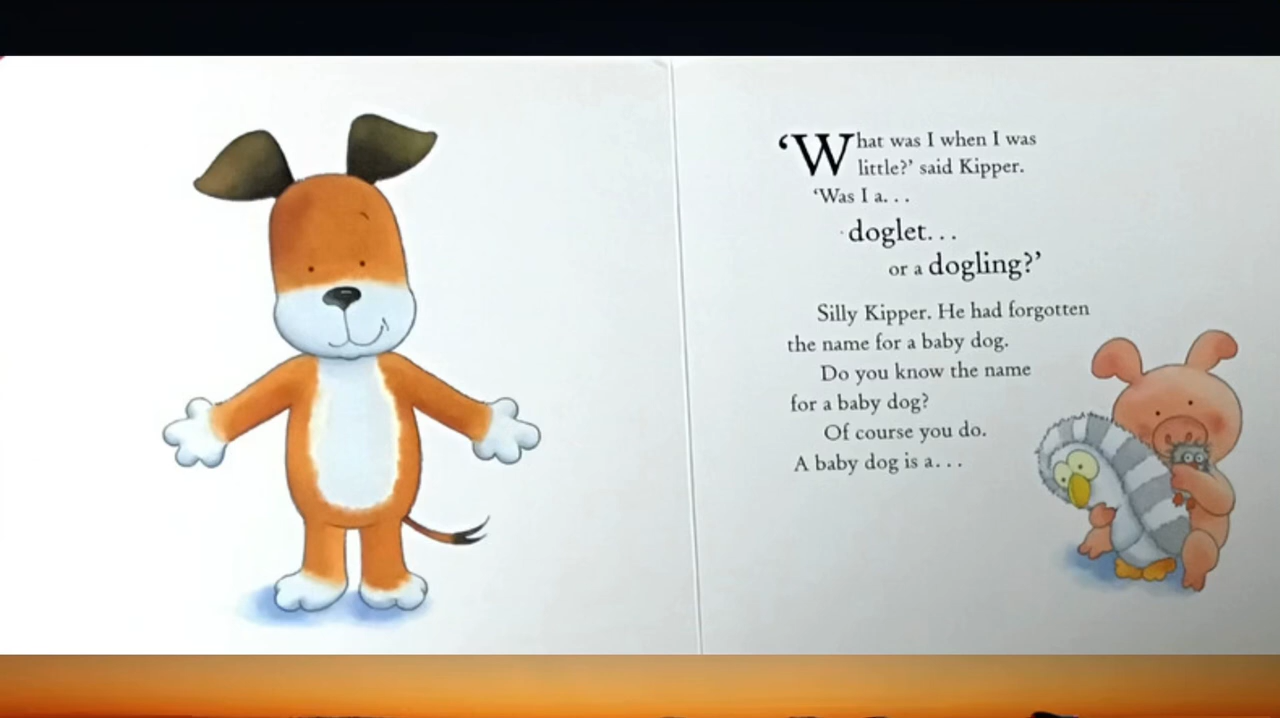 ‘What was I when I was
little?’ said Kipper.
‘Was I a. . .
doglet. . .
or a dogling?’
Silly Kipper. He had forgotten
the name for a baby dog.
Do you know the name
for a baby dog?
Of course you do.
A baby dog is a. . .